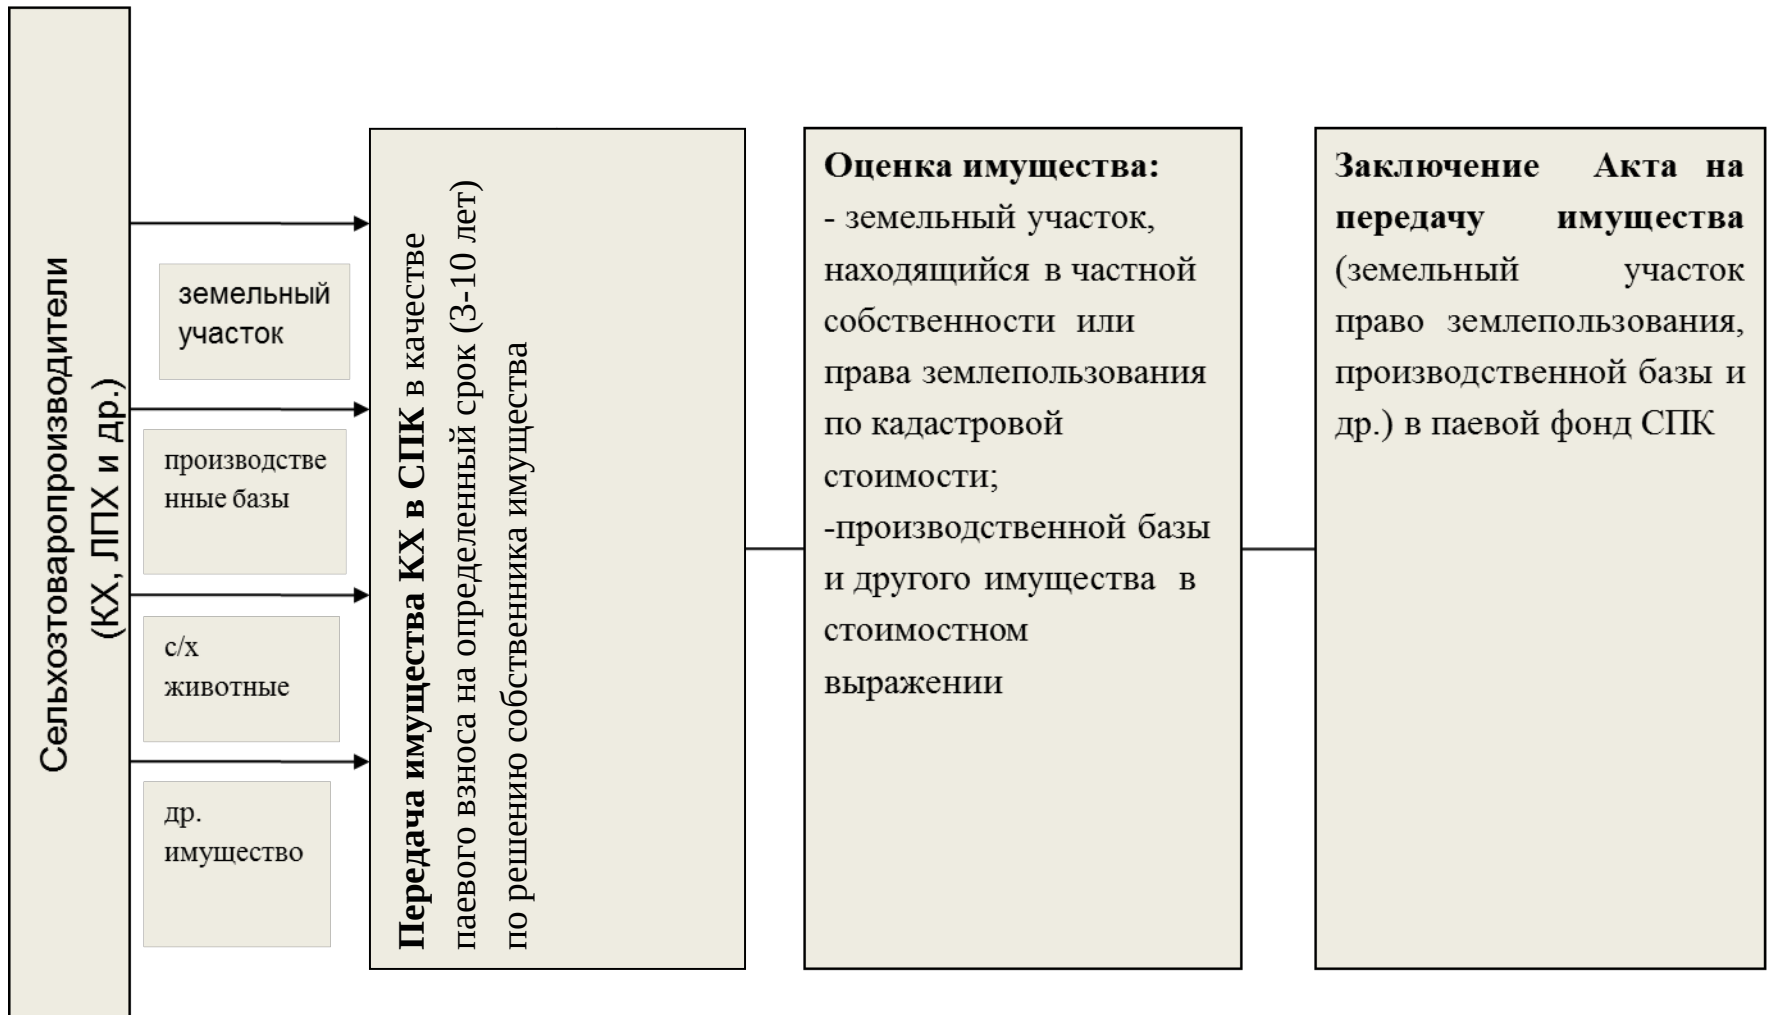 Сельхозтоваропроизводители
(КХ, ЛПХ и др.)
земельный
участок
производстве
нные базы
с/х
животные
др.
имущество
Передача имущества КХ в СПК в качестве
паевого взноса на определенный срок (3-10 лет)
по решению собственника имущества
Оценка имущества:
- земельный участок,
находящийся в частной
собственности или
права землепользования
по кадастровой
стоимости;
-производственной базы
и другого имущества в
стоимостном
выражении
Заключение Акта на
передачу имущества
(земельный участок
право землепользования,
производственной базы и
др.) в паевой фонд СПК